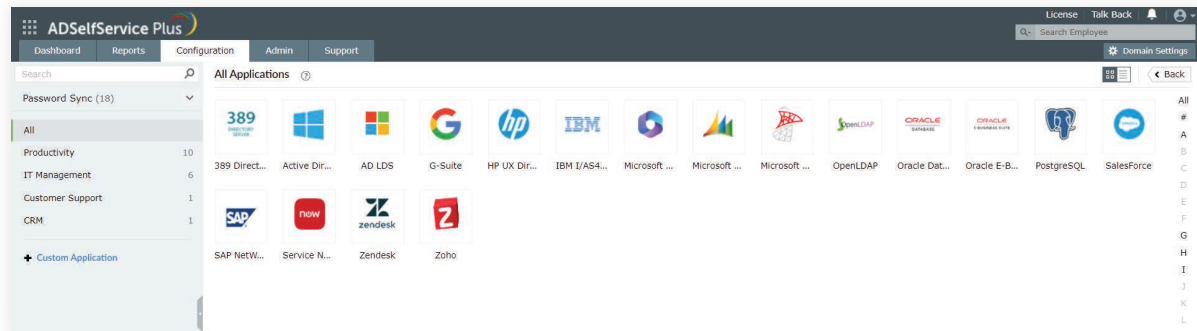 License Talk Back
ADSelfService Plus
Search Employee
Dashboard Reports Configuration Admin Support
Domain Settings
Search
All Applications
Back
Password Sync (18)
All
Productivity 10
IT Management 6
Customer Support 1
CRM 1
+ Custom Application
389
DIRECTORY
SERVER
G
hp
IBM
OpenLDAP
ORACLE
DATABASE
ORACLE
E-BUSINESS SUITE
salesforce
389 Direct... Active Dir... AD LDS G-Suite HP UX Dir... IBM I/AS4... Microsoft ... Microsoft ... Microsoft ... OpenLDAP Oracle Dat... Oracle E-B... PostgreSQL SalesForce
SAP
now
zendesk
Z
SAP NetW... Service N... Zendesk Zoho
All
#
A
B
C
D
E
F
G
H
I
J
K
L